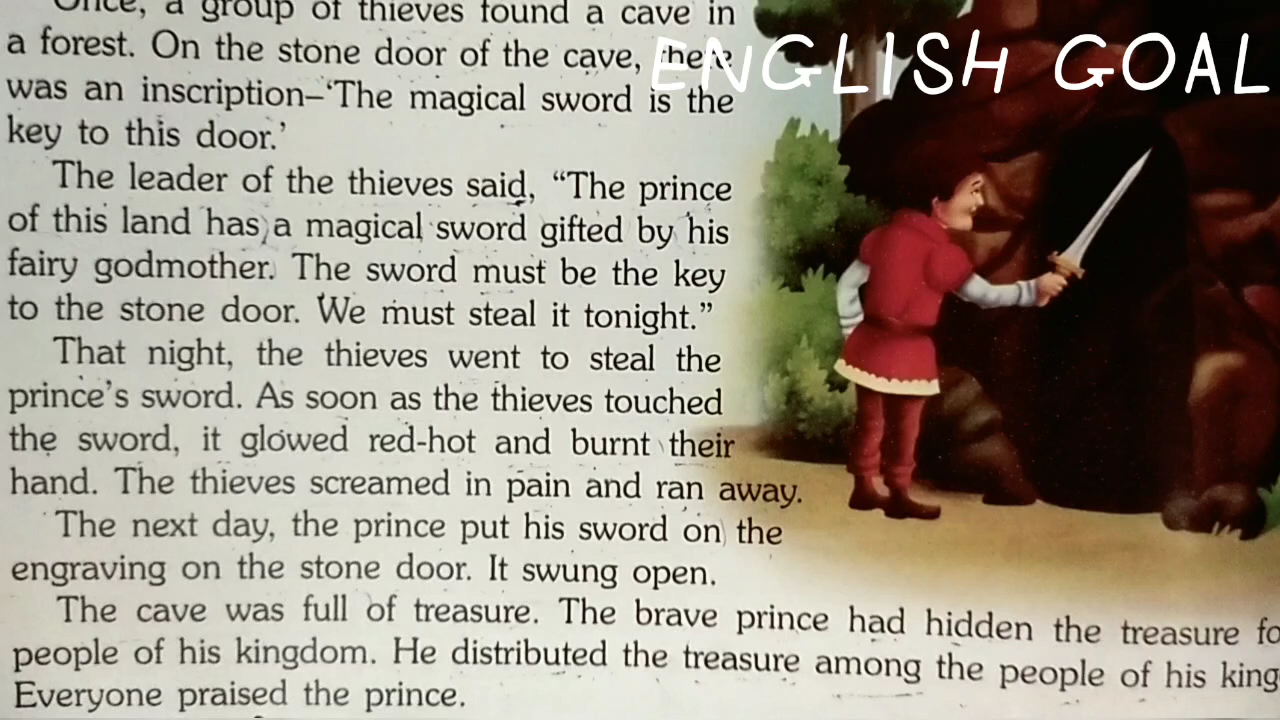 Once, a group of thieves found a cave in
a forest. On the stone door of the cave, there
was an inscription–‘The magical sword is the
key to this door.’
The leader of the thieves said, “The prince
of this land has a magical sword gifted by his
fairy godmother. The sword must be the key
to the stone door. We must steal it tonight.”
That night, the thieves went to steal the
prince’s sword. As soon as the thieves touched
the sword, it glowed red-hot and burnt their
hand. The thieves screamed in pain and ran away.
The next day, the prince put his sword on the
engraving on the stone door. It swung open.
The cave was full of treasure. The brave prince had hidden the treasure fo
people of his kingdom. He distributed the treasure among the people of his king
Everyone praised the prince.
ENGLISH GOAL